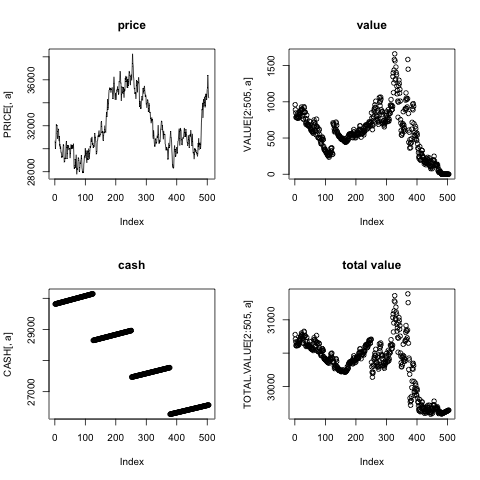 price
PRICE[, a]
28000 32000 36000
0 100 200 300 400 500
Index
value
VALUE[2:505, a]
0 500 1000 1500
0 100 200 300 400 500
Index
cash
CASH[, a]
27000 29000
0 100 200 300 400 500
Index
total value
TOTAL.VALUE[2:505, a]
30000 31000
0 100 200 300 400 500
Index